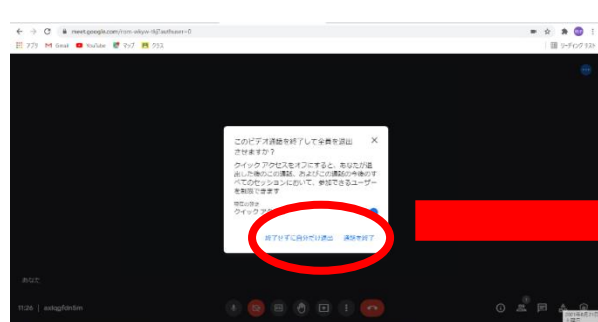 meet.google.com/
アプリ Gmail YouTube マップ
リーディング リスト
このビデオ通話を終了して全員を退出
させますか？
クイック アクセスをオフにすると、あなたが退
出した後のこの通話、およびこの通話の今後のす
べてのセッションにおいて、参加できるユーザー
を制限できます
現在の設定
クイック ア
終了せずに自分だけ退出 通話を終了
あなた
11:26